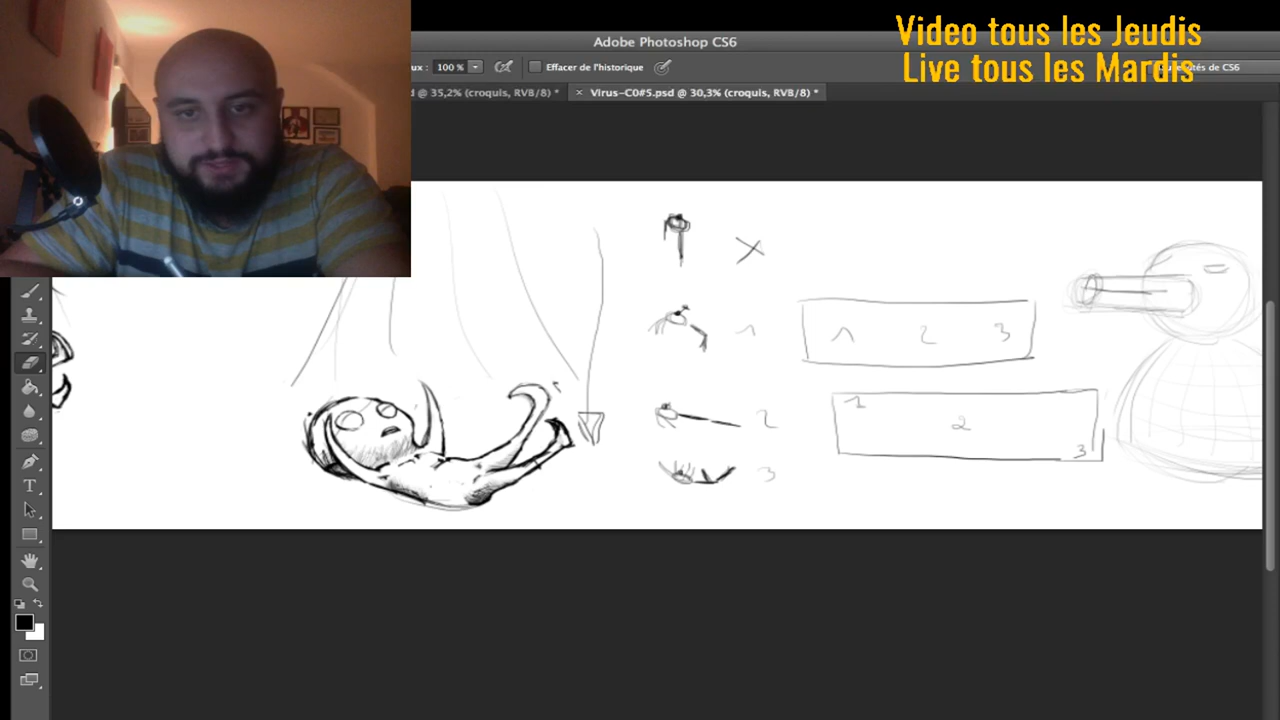 Video tous les Jeudis
Live tous les Mardis
Adobe Photoshop CS6
100 %
Effacer de l'historique
de CS6
@ 35,2% (croquis, RVB/8) *
× Virus-C0#5.psd @ 30,3% (croquis, RVB/8) *
X
1
1 2 3
2
1
2
3
3
T